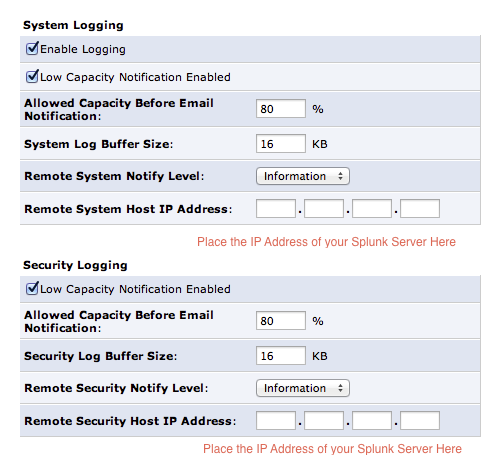 System Logging
Enable Logging
Low Capacity Notification Enabled
Allowed Capacity Before Email
Notification: 80 %
System Log Buffer Size: 16 KB
Remote System Notify Level: Information
Remote System Host IP Address: . . .
Place the IP Address of your Splunk Server Here
Security Logging
Low Capacity Notification Enabled
Allowed Capacity Before Email
Notification: 80 %
Security Log Buffer Size: 16 KB
Remote Security Notify Level: Information
Remote Security Host IP Address: . . .
Place the IP Address of your Splunk Server Here